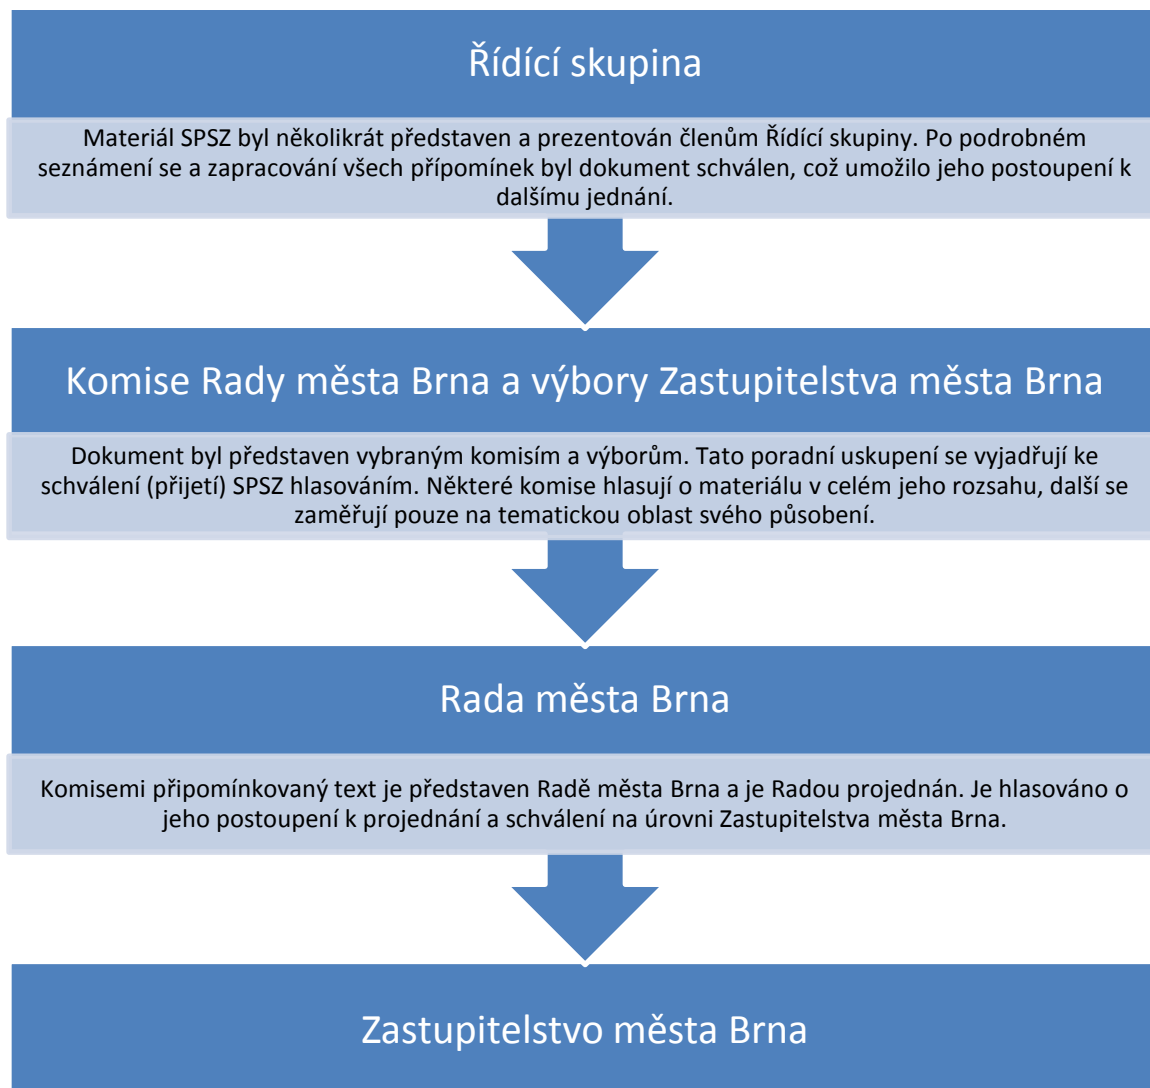 Řídící skupina
Materiál SPSZ byl několikrát představen a prezentován členům Řídící skupiny. Po podrobném
seznámení se a zapracování všech přípomínek byl dokument schválen, což umožilo jeho postoupení k
dalšímu jednání.
Komise Rady města Brna a výbory Zastupitelstva města Brna
Dokument byl představen vybraným komisím a výborům. Tato poradní uskupení se vyjadřují ke
schválení (přijetí) SPSZ hlasováním. Některé komise hlasují o materiálu v celém jeho rozsahu, další se
zaměřují pouze na tematickou oblast svého působení.
Rada města Brna
Komisemi připomínkovaný text je představen Radě města Brna a je Radou projednán. Je hlasováno o
jeho postoupení k projednání a schválení na úrovni Zastupitelstva města Brna.
Zastupitelstvo města Brna